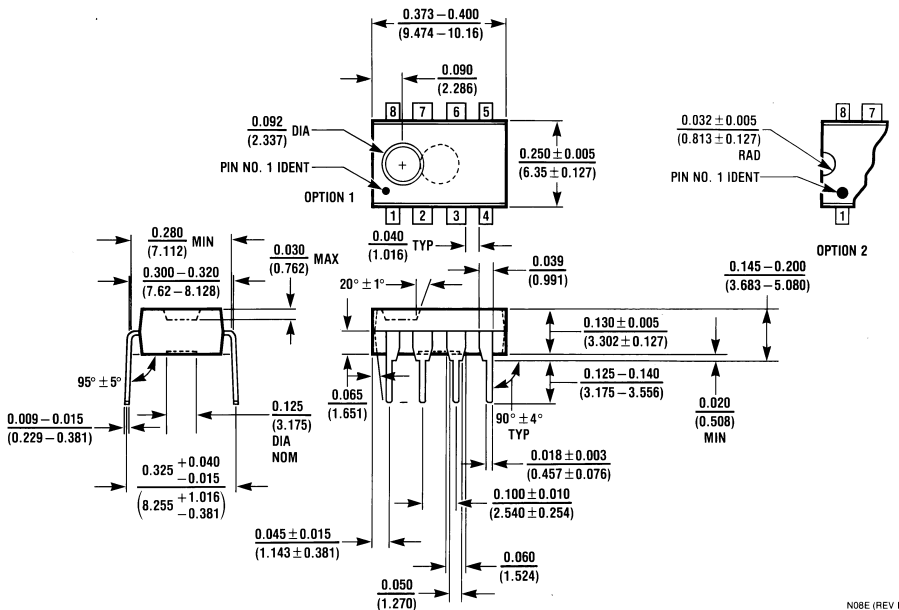 0.373 – 0.400
(9.474 – 10.16)
0.090
(2.286)
8 7 6 5
0.092 DIA
(2.337)
PIN NO. 1 IDENT
OPTION 1
0.250 ± 0.005
(6.35 ± 0.127)
1 2 3 4
0.032 ± 0.005
(0.813 ± 0.127)
RAD
PIN NO. 1 IDENT
8 7
1
OPTION 2
0.280 MIN
(7.112)
0.300 – 0.320
(7.62 – 8.128)
0.030 MAX
(0.762)
0.040 TYP
(1.016)
20° ± 1°
0.039
(0.991)
0.145 – 0.200
(3.683 – 5.080)
0.130 ± 0.005
(3.302 ± 0.127)
0.125 – 0.140
(3.175 – 3.556)
0.020
(0.508)
MIN
95° ± 5°
0.009 – 0.015
(0.229 – 0.381)
0.125
(3.175)
DIA
NOM
0.065
(1.651)
90° ± 4°
TYP
0.018 ± 0.003
(0.457 ± 0.076)
0.325 +0.040
−0.015
(8.255 +1.016
−0.381)
0.100 ± 0.010
(2.540 ± 0.254)
0.045 ± 0.015
(1.143 ± 0.381)
0.060
(1.524)
0.050
(1.270)
N08E (REV